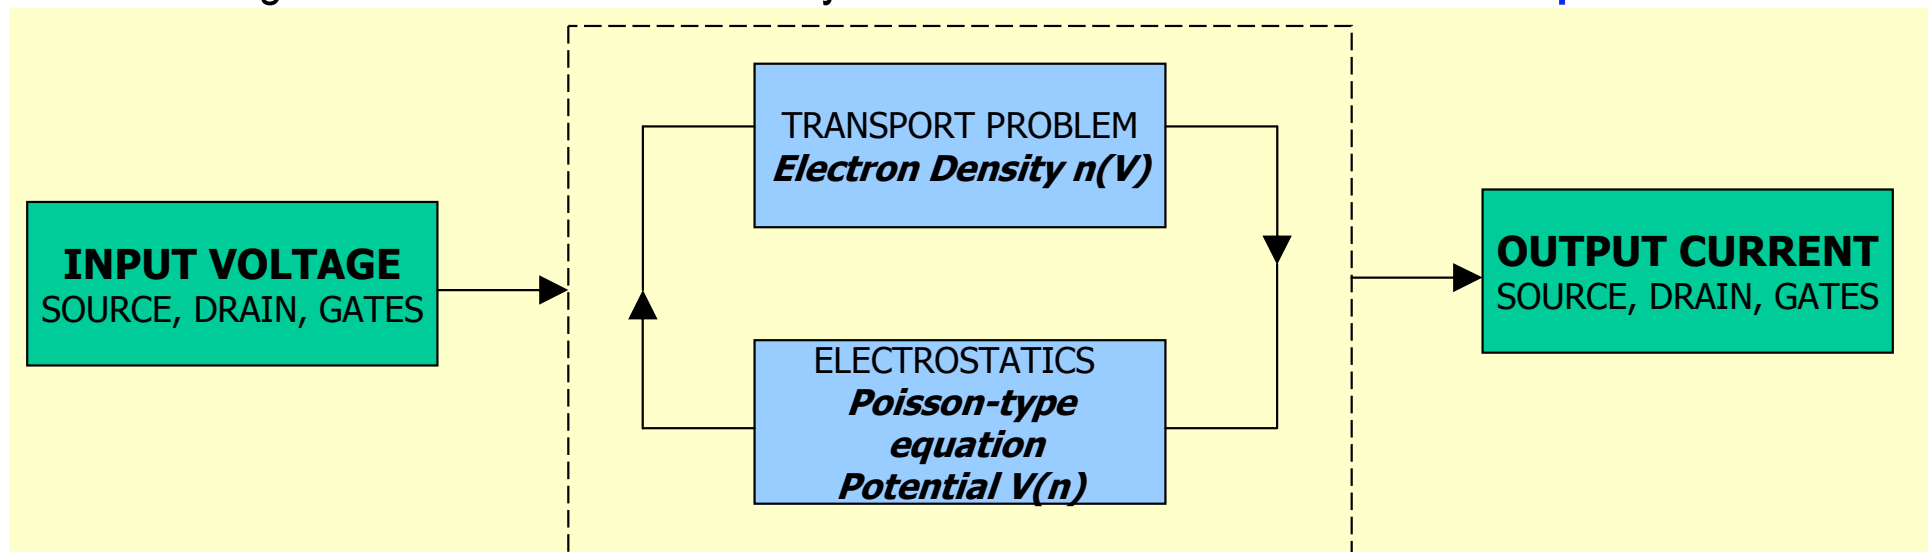 TRANSPORT PROBLEM
Electron Density n(V)
INPUT VOLTAGE
SOURCE, DRAIN, GATES
OUTPUT CURRENT
SOURCE, DRAIN, GATES
ELECTROSTATICS
Poisson-type
equation
Potential V(n)